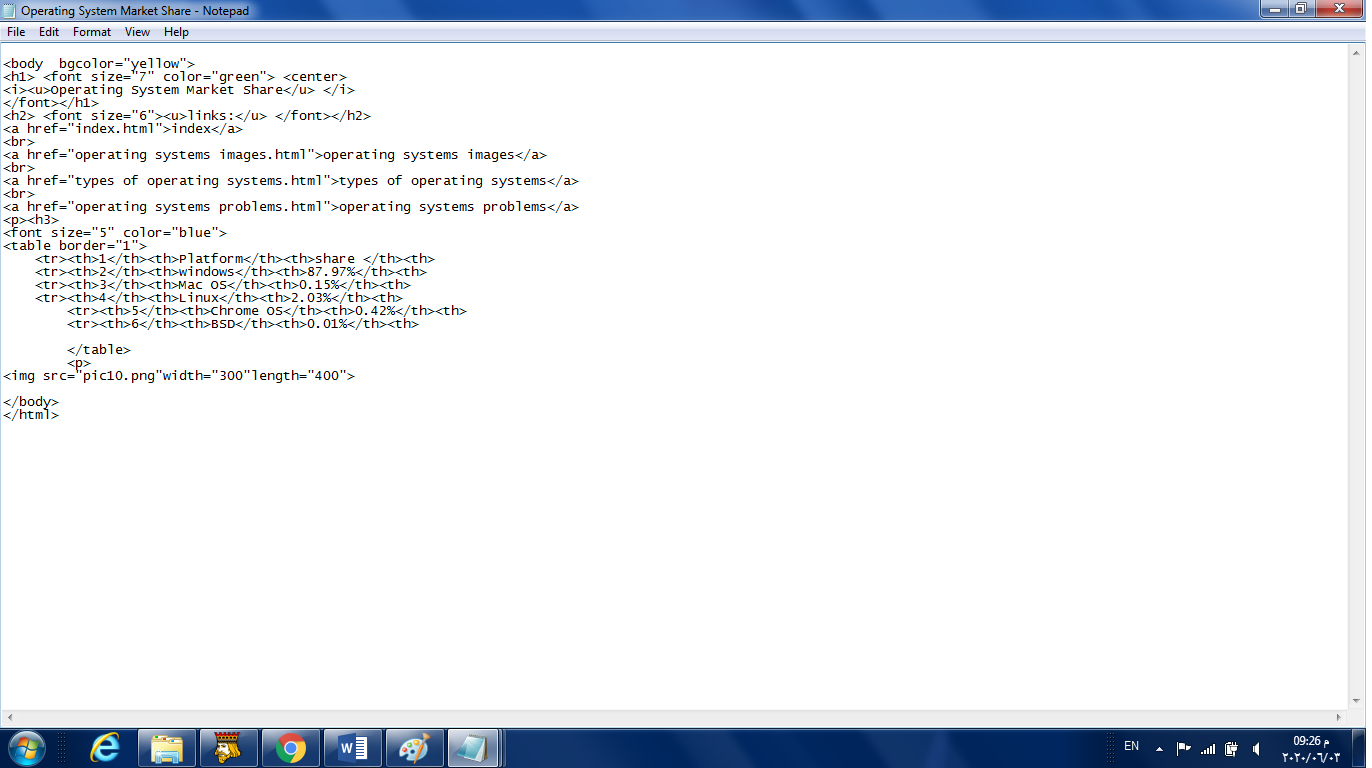 Operating System Market Share - Notepad
File Edit Format View Help
<body  bgcolor="yellow">
<h1> <font size="7" color="green"> <center>
<i><u>Operating System Market Share</u> </i>
</font></h1>
<h2> <font size="6"><u>links:</u> </font></h2>
<a href="index.html">index</a>
<br>
<a href="operating systems images.html">operating systems images</a>
<br>
<a href="types of operating systems.html">types of operating systems</a>
<br>
<a href="operating systems problems.html">operating systems problems</a>
<p><h3>
<font size="5" color="blue">
<table border="1">
    <tr><th>1</th><th>Platform</th><th>share </th><th>
    <tr><th>2</th><th>windows</th><th>87.97%</th><th>
    <tr><th>3</th><th>Mac OS</th><th>0.15%</th><th>
    <tr><th>4</th><th>Linux</th><th>2.03%</th><th>
        <tr><th>5</th><th>Chrome OS</th><th>0.42%</th><th>
        <tr><th>6</th><th>BSD</th><th>0.01%</th><th>
        </table>
        <p>
<img src="pic10.png"width="300"length="400">
</body>
</html>
W
EN
09:26 م
٢٠٢٠/٠٦/٠٣